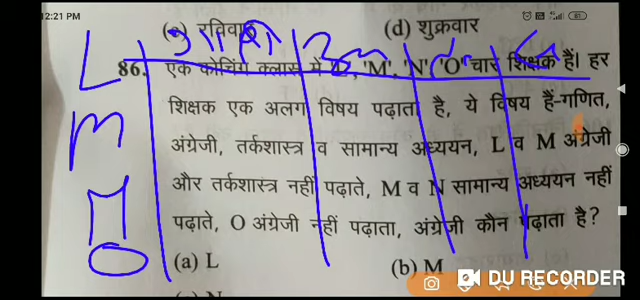 12:21 PM
(c) रविवार (d) शुक्रवार
86. एक कोचिंग क्लास में 'M', 'N' 'O' चार शिक्षक हैं। हर
शिक्षक एक अलग विषय पढ़ाता है, ये विषय हैं-गणित,
L
M
O
अंग्रेजी, तर्कशास्त्र व सामान्य अध्ययन, L व M अंग्रेजी
और तर्कशास्त्र नहीं पढ़ाते, M व N सामान्य अध्ययन नहीं
पढ़ाते, O अंग्रेजी नहीं पढ़ाता, अंग्रेजी कौन पढ़ाता है?
(a) L (b) M
DU RECORDER